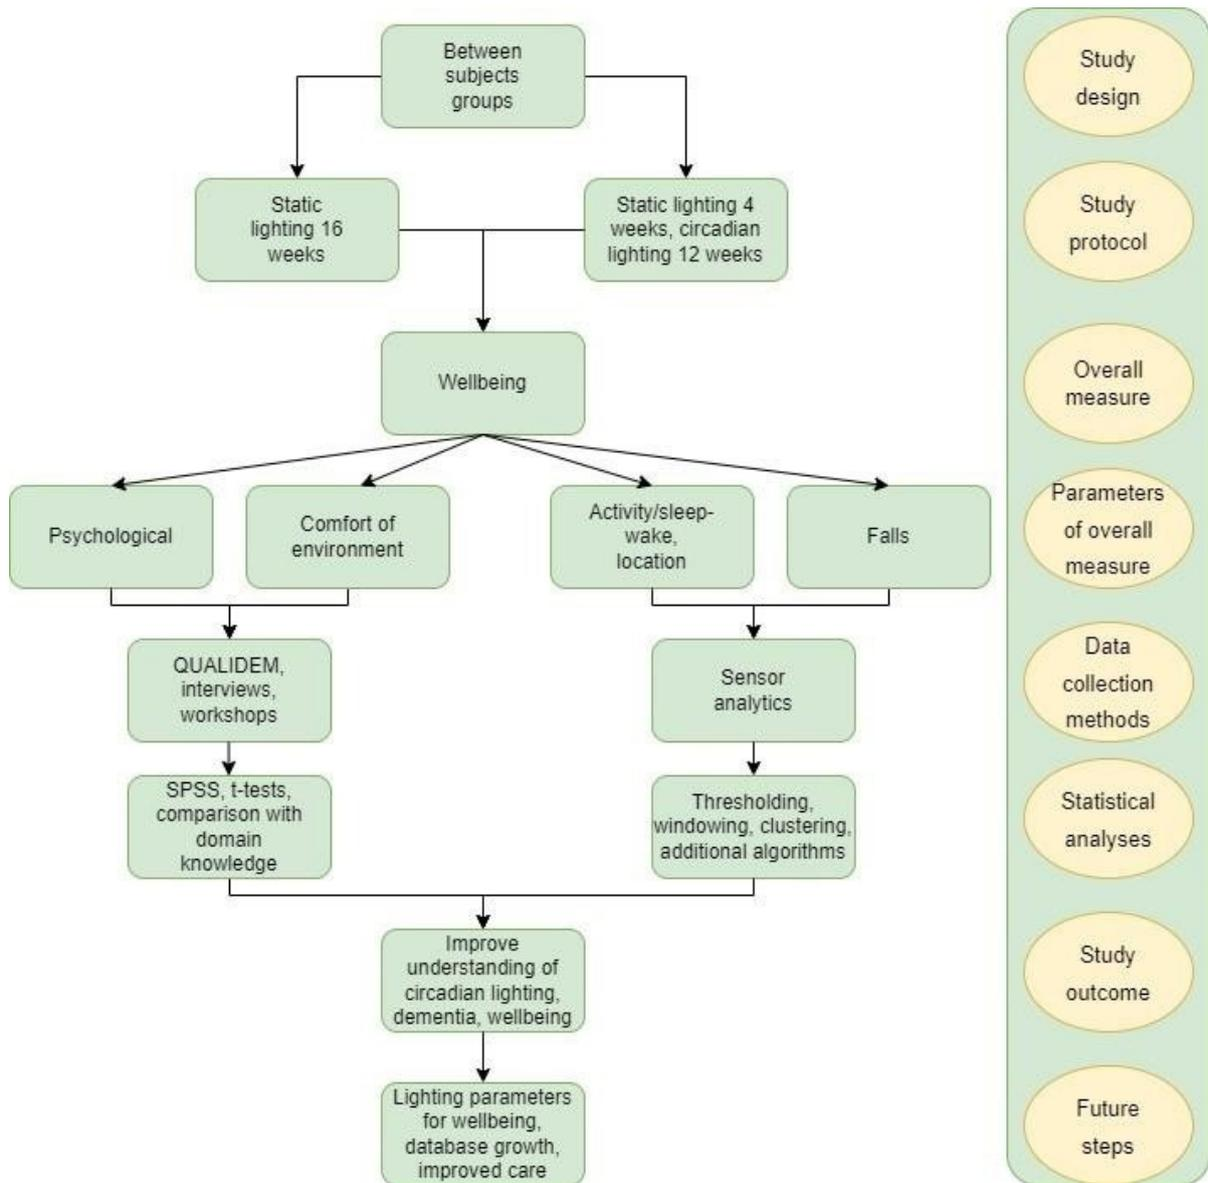 Between
subjects
groups
Study
design
Static
lighting 16
weeks
Static lighting 4
weeks, circadian
lighting 12 weeks
Study
protocol
Wellbeing
Overall
measure
Psychological
Comfort of
environment
Activity/sleep-
wake,
location
Falls
Parameters
of overall
measure
QUALIDEM,
interviews,
workshops
Sensor
analytics
Data
collection
methods
SPSS, t-tests,
comparison with
domain
knowledge
Thresholding,
windowing, clustering,
additional algorithms
Statistical
analyses
Improve
understanding of
circadian lighting,
dementia, wellbeing
Study
outcome
Lighting parameters
for wellbeing,
database growth,
improved care
Future
steps